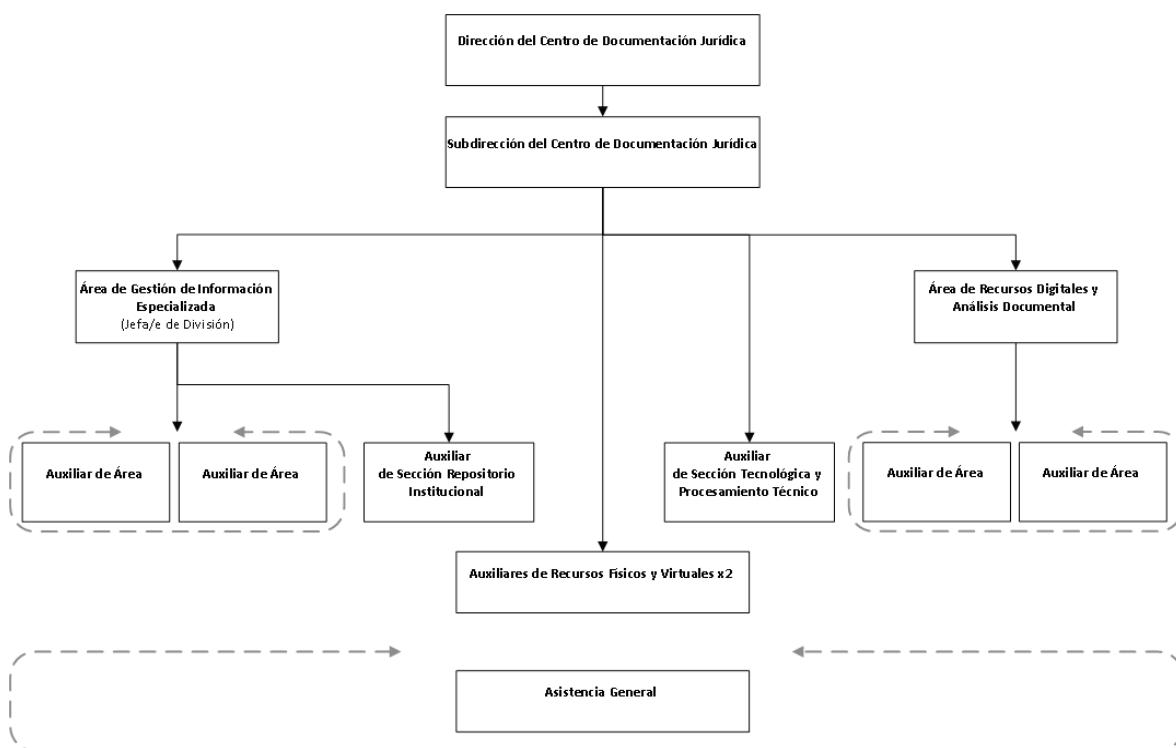 Dirección del Centro de Documentación Jurídica
Subdirección del Centro de Documentación Jurídica
Área de Gestión de Información
Especializada
(Jefa/e de División)
Área de Recursos Digitales y
Análisis Documental
Auxiliar de Área
Auxiliar de Área
Auxiliar
de Sección Repositorio
Institucional
Auxiliar
de Sección Tecnológica y
Procesamiento Técnico
Auxiliar de Área
Auxiliar de Área
Auxiliares de Recursos Físicos y Virtuales x2
Asistencia General